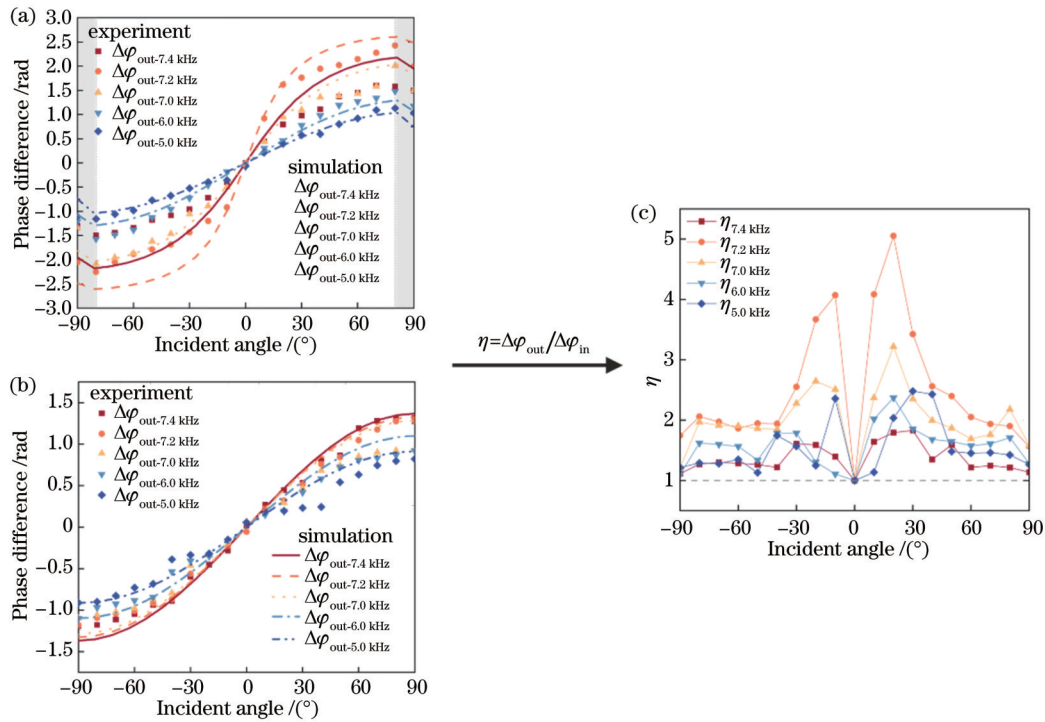 (a)
3.0
2.5
2.0
1.5
1.0
0.5
0
−0.5
−1.0
−1.5
−2.0
−2.5
−3.0
Phase difference /rad
experiment
Δφout-7.4 kHz
Δφout-7.2 kHz
Δφout-7.0 kHz
Δφout-6.0 kHz
Δφout-5.0 kHz
simulation
Δφout-7.4 kHz
Δφout-7.2 kHz
Δφout-7.0 kHz
Δφout-6.0 kHz
Δφout-5.0 kHz
−90 −60 −30 0 30 60 90
Incident angle /(°)
(b)
1.5
1.0
0.5
0
−0.5
−1.0
−1.5
Phase difference /rad
experiment
Δφout-7.4 kHz
Δφout-7.2 kHz
Δφout-7.0 kHz
Δφout-6.0 kHz
Δφout-5.0 kHz
simulation
Δφout-7.4 kHz
Δφout-7.2 kHz
Δφout-7.0 kHz
Δφout-6.0 kHz
Δφout-5.0 kHz
−90 −60 −30 0 30 60 90
Incident angle /(°)
η=Δφout/Δφin
(c)
5
4
3
2
1
η
η7.4 kHz
η7.2 kHz
η7.0 kHz
η6.0 kHz
η5.0 kHz
−90 −60 −30 0 30 60 90
Incident angle /(°)